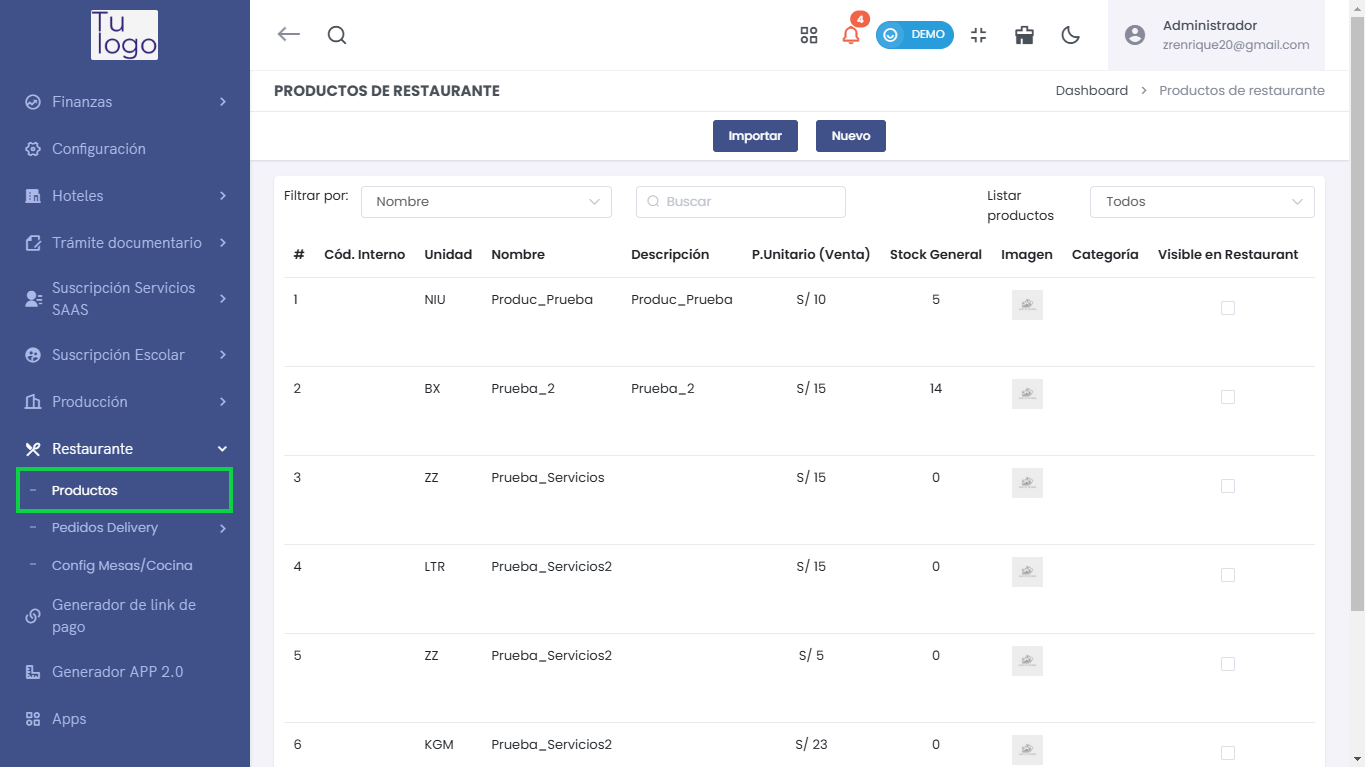 Tu
logo
Finanzas
Configuración
Hoteles
Trámite documentario
Suscripción Servicios
SAAS
Suscripción Escolar
Producción
Restaurante
- Productos
- Pedidos Delivery
- Config Mesas/Cocina
Generador de link de
pago
Generador APP 2.0
Apps
4
DEMO
Administrador
zrenrique20@gmail.com
PRODUCTOS DE RESTAURANTE
Dashboard > Productos de restaurante
Importar Nuevo
Filtrar por: Nombre Buscar Listar
productos Todos
# Cód. Interno Unidad Nombre Descripción P.Unitario (Venta) Stock General Imagen Categoría Visible en Restaurant
1 NIU Produc_Prueba Produc_Prueba S/ 10 5
2 BX Prueba_2 Prueba_2 S/ 15 14
3 ZZ Prueba_Servicios S/ 15 0
4 LTR Prueba_Servicios2 S/ 15 0
5 ZZ Prueba_Servicios2 S/ 5 0
6 KGM Prueba_Servicios2 S/ 23 0